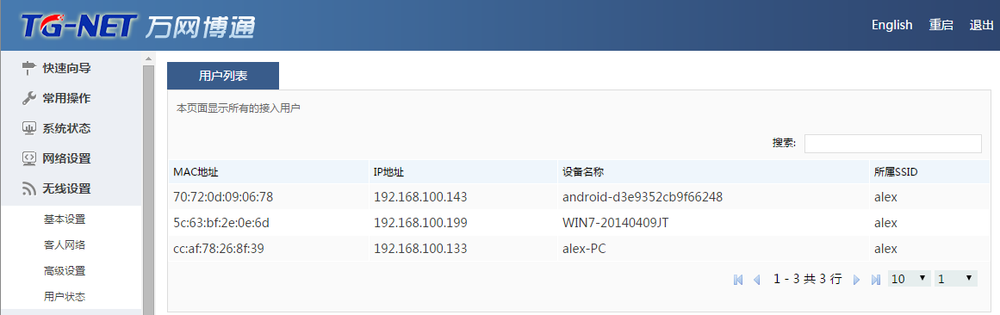 TG-NET 万网博通
English 重启 退出
快速向导
常用操作
系统状态
网络设置
无线设置
基本设置
客人网络
高级设置
用户状态
用户列表
本页面显示所有的接入用户
搜索:
MAC地址 IP地址 设备名称 所属SSID
70:72:0d:09:06:78 192.168.100.143 android-d3e9352cb9f66248 alex
5c:63:bf:2e:0e:6d 192.168.100.199 WIN7-20140409JT alex
cc:af:78:26:8f:39 192.168.100.133 alex-PC alex
1 - 3 共 3 行 10 1